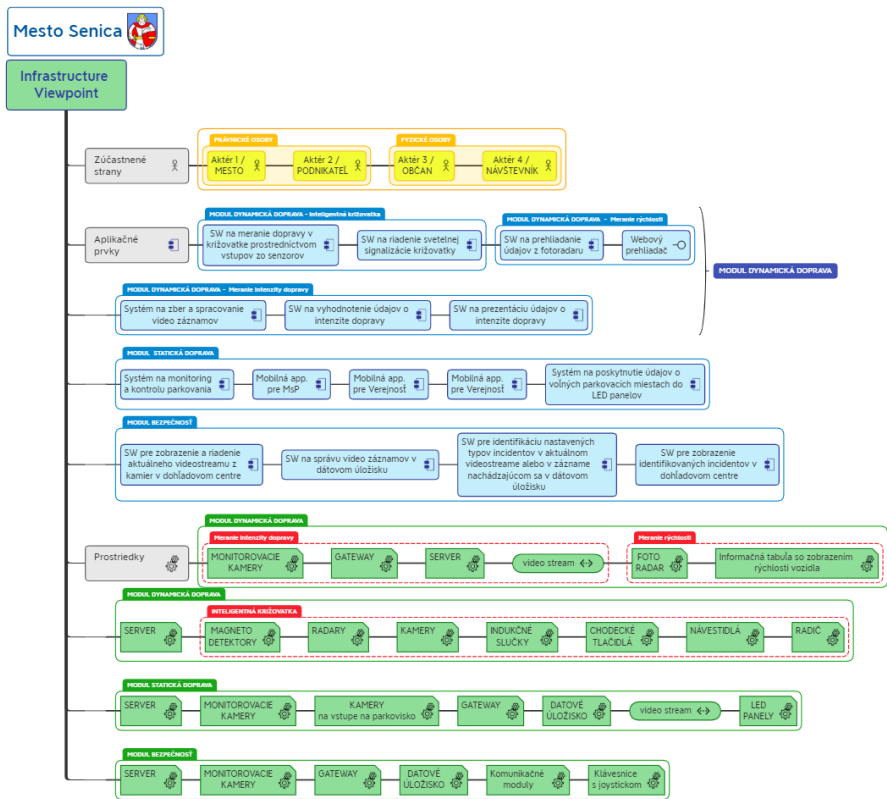 Mesto Senica
Infrastructure
Viewpoint
PRÁVNICKÉ OSOBY
FYZICKÉ OSOBY
Zúčastnené
strany
Aktér 1 /
MESTO
Aktér 2 /
PODNIKATEĽ
Aktér 3 /
OBČAN
Aktér 4 /
NÁVŠTEVNÍK
MODUL DYNAMICKÁ DOPRAVA - Inteligentná križovatka
MODUL DYNAMICKÁ DOPRAVA - Meranie rýchlosti
Aplikačné
prvky
SW na meranie dopravy v
križovatke prostredníctvom
vstupov zo senzorov
SW na riadenie svetelnej
signalizácie križovatky
SW na prehliadanie
údajov z fotoradaru
Webový
prehliadač
MODUL DYNAMICKÁ DOPRAVA
MODUL DYNAMICKÁ DOPRAVA - Meranie intenzity dopravy
Systém na zber a spracovanie
video záznamov
SW na vyhodnotenie údajov o
intenzite dopravy
SW na prezentáciu údajov o
intenzite dopravy
MODUL STATICKÁ DOPRAVA
Systém na monitoring
a kontrolu parkovania
Mobilná app.
pre MsP
Mobilná app.
pre Verejnosť
Mobilná app.
pre Verejnosť
Systém na poskytnutie údajov o
voľných parkovacích miestach do
LED panelov
MODUL BEZPEČNOSŤ
SW pre zobrazenie a riadenie
aktuálneho videostreamu z
kamier v dohľadovom centre
SW na správu video záznamov v
dátovom úložisku
SW pre identifikáciu nastavených
typov incidentov v aktuálnom
videostreame alebo v zázname
nachádzajúcom sa v dátovom
úložisku
SW pre zobrazenie
identifikovaných incidentov v
dohľadovom centre
MODUL DYNAMICKÁ DOPRAVA
Meranie intenzity dopravy
Meranie rýchlosti
Prostriedky
MONITOROVACIE
KAMERY
GATEWAY
SERVER
video stream
FOTO
RADAR
Informačná tabuľa so zobrazením
rýchlosti vozidla
MODUL DYNAMICKÁ DOPRAVA
INTELIGENTNÁ KRIŽOVATKA
SERVER
MAGNETO
DETEKTORY
RADARY
KAMERY
INDUKČNÉ
SLUČKY
CHODECKÉ
TLAČIDLÁ
NÁVESTIDLÁ
RADIČ
MODUL STATICKÁ DOPRAVA
SERVER
MONITOROVACIE
KAMERY
KAMERY
na vstupe na parkovisko
GATEWAY
DATOVÉ
ÚLOŽISKO
video stream
LED
PANELY
MODUL BEZPEČNOSŤ
SERVER
MONITOROVACIE
KAMERY
GATEWAY
DATOVÉ
ÚLOŽISKO
Komunikačné
moduly
Klávesnice
s joystickom